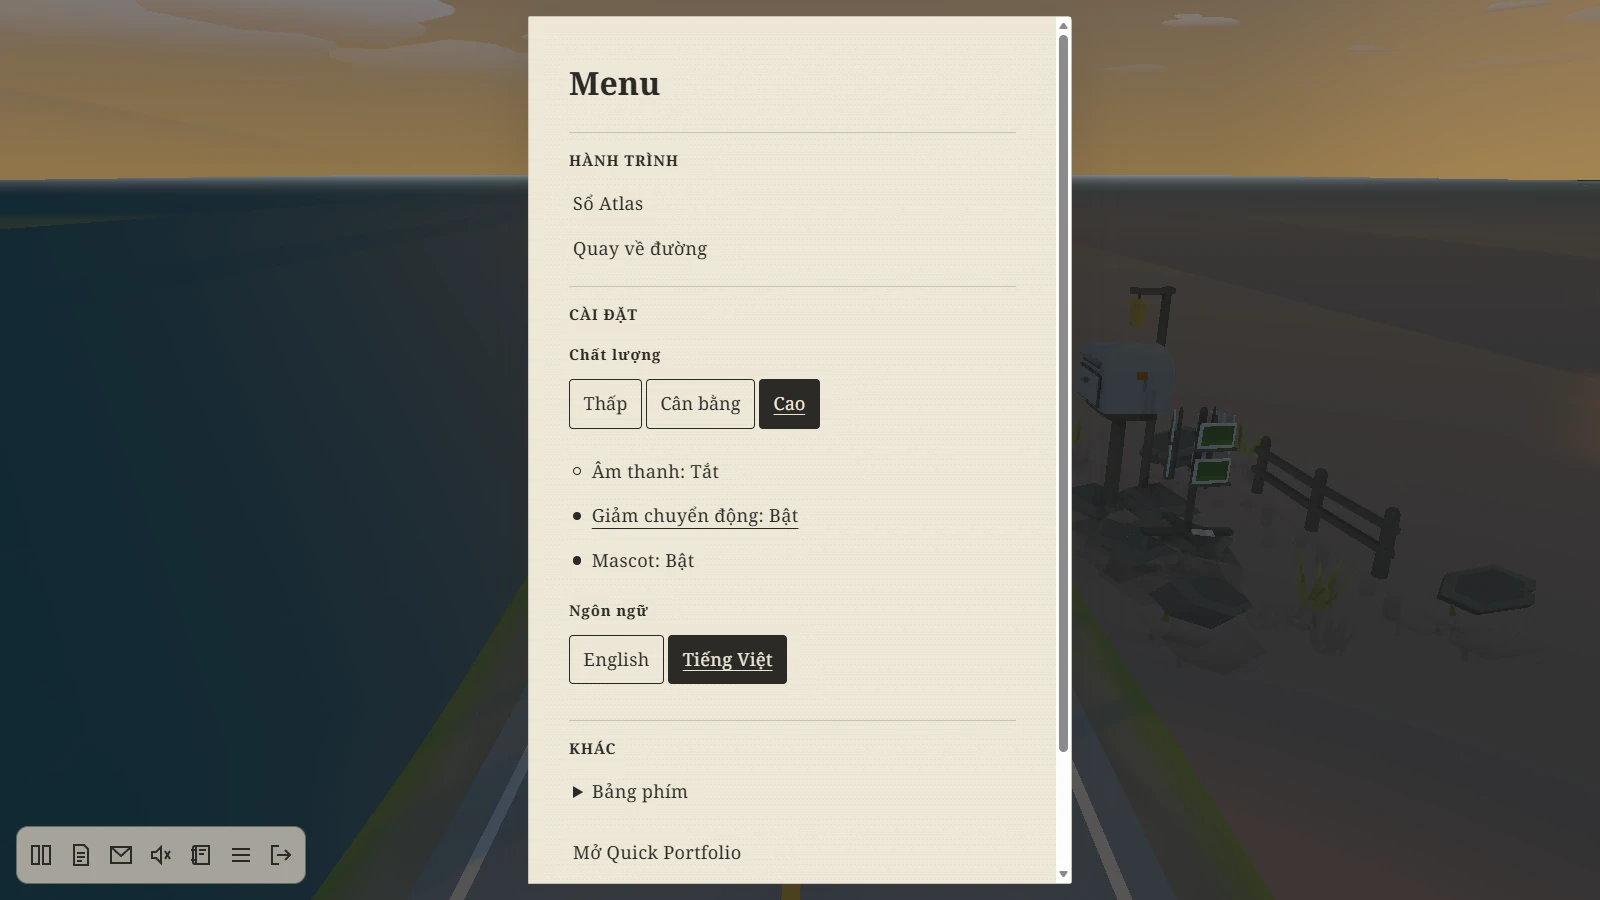 Menu
HÀNH TRÌNH
Sổ Atlas
Quay về đường
CÀI ĐẶT
Chất lượng
Thấp Cân bằng Cao
Âm thanh: Tắt
Giảm chuyển động: Bật
Mascot: Bật
Ngôn ngữ
English Tiếng Việt
KHÁC
Bảng phím
Mở Quick Portfolio